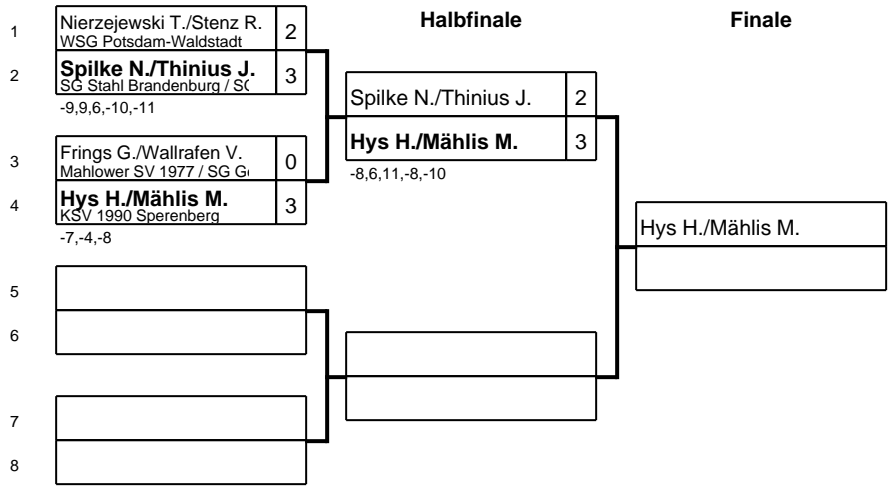 Halbfinale
Finale
1
Nierzejewski T./Stenz R.
2
WSG Potsdam-Waldstadt
2
Spilke N./Thinius J.
3
SG Stahl Brandenburg / SC
-9,9,6,-10,-11
3
Frings G./Wallrafen V.
0
Mahlower SV 1977 / SG
4
Hys H./Mählis M.
3
KSV 1990 Sperenberg
-7,-4,-8
5
6
7
8
Spilke N./Thinius J.
2
Hys H./Mählis M.
3
-8,6,11,-8,-10
Hys H./Mählis M.